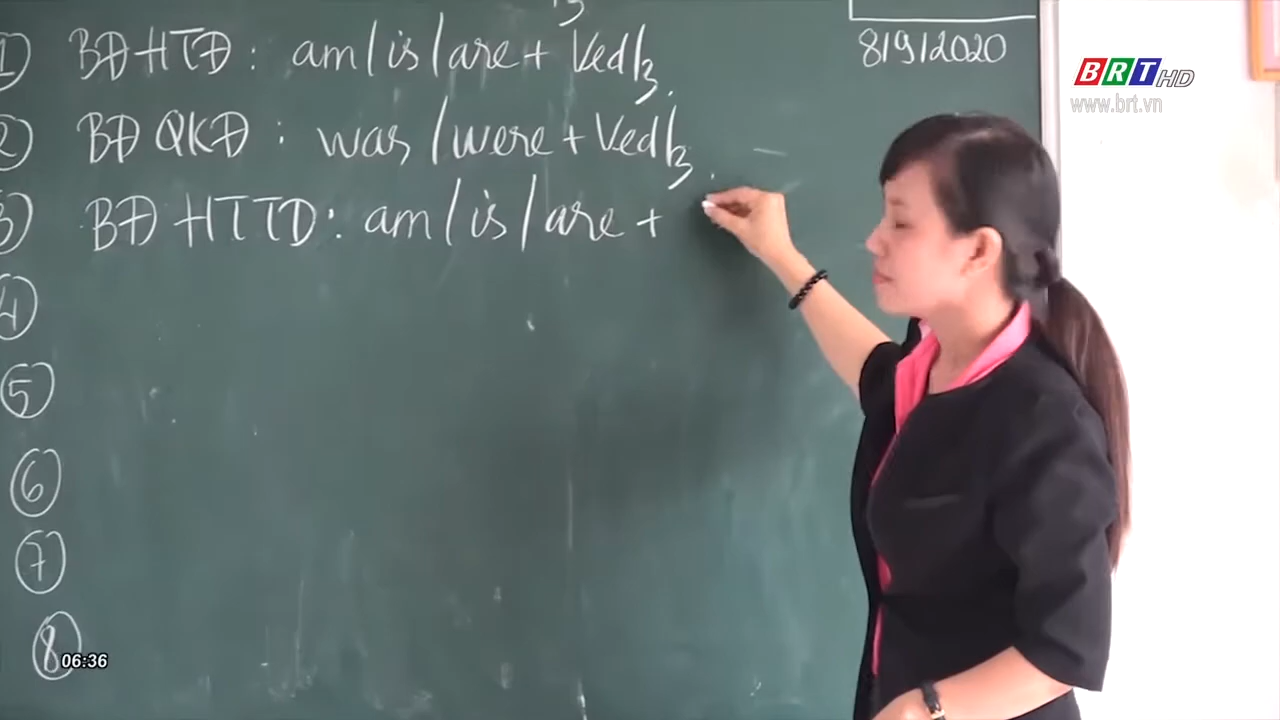 ① BĐ HTĐ : am / is / are + Ved/3.
8/9/2020
BRT HD
www.brt.vn
② BĐ QKĐ : was / were + Ved/3.
③ BĐ HTTD : am / is / are +
④
⑤
⑥
⑦
⑧
06:36